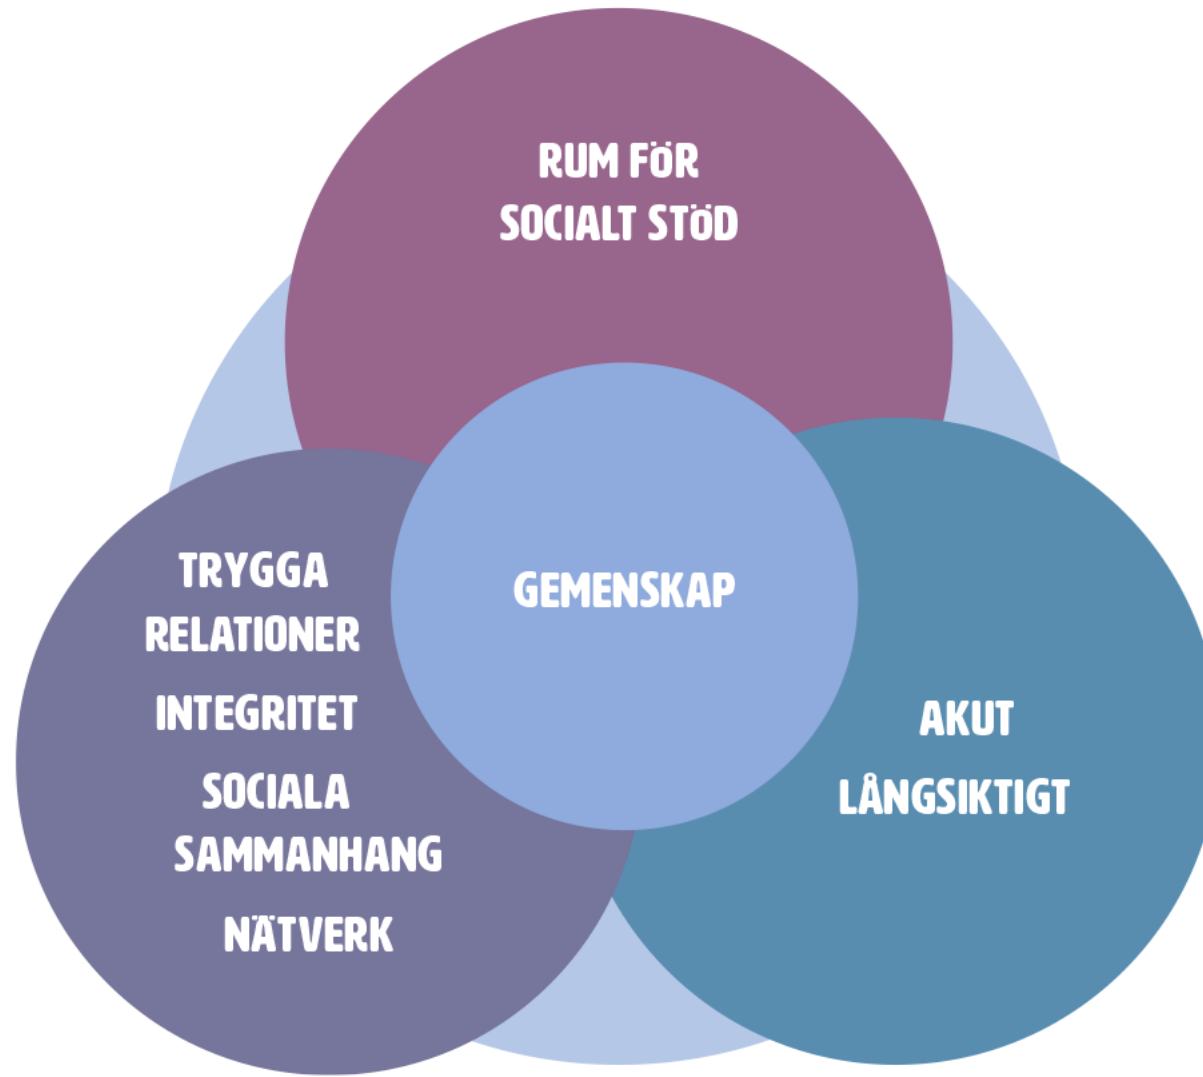 RUM FÖR
SOCIALT STÖD
GEMENSKAP
TRYGGA
RELATIONER
INTEGRITET
SOCIALA
SAMMANHANG
NÄTVERK
AKUT
LÅNGSIKTIGT